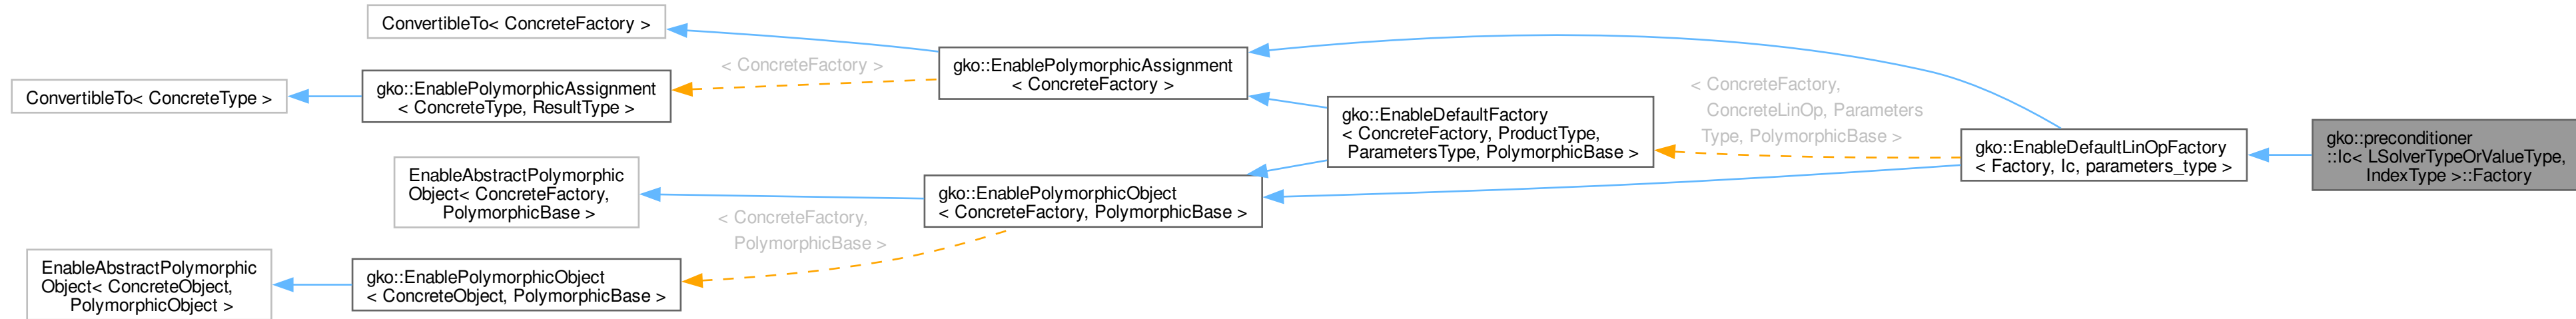 ConvertibleTo< ConcreteFactory >
ConvertibleTo< ConcreteType >
gko::EnablePolymorphicAssignment
< ConcreteType, ResultType >
< ConcreteFactory >
gko::EnablePolymorphicAssignment
< ConcreteFactory >
EnableAbstractPolymorphic
Object< ConcreteFactory,
PolymorphicBase >
gko::EnablePolymorphicObject
< ConcreteFactory, PolymorphicBase >
< ConcreteFactory,
PolymorphicBase >
EnableAbstractPolymorphic
Object< ConcreteObject,
PolymorphicObject >
gko::EnablePolymorphicObject
< ConcreteObject, PolymorphicBase >
gko::EnableDefaultFactory
< ConcreteFactory, ProductType,
ParametersType, PolymorphicBase >
< ConcreteFactory,
ConcreteLinOp, Parameters
Type, PolymorphicBase >
gko::EnableDefaultLinOpFactory
< Factory, Ic, parameters_type >
gko::preconditioner
::Ic< LSolverTypeOrValueType,
IndexType >::Factory